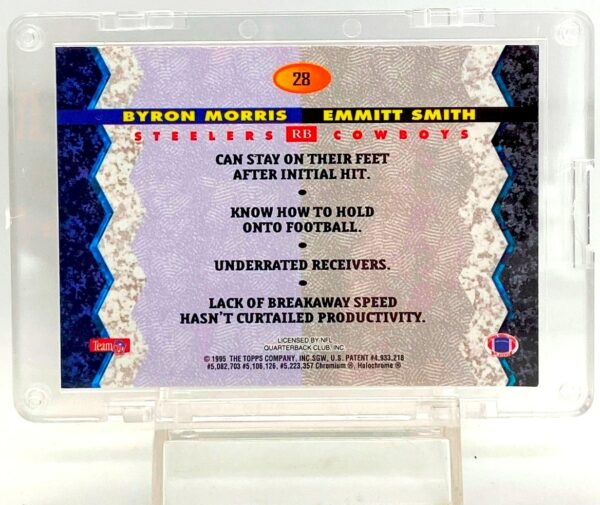 28
BYRON MORRIS EMMITT SMITH
STEELERS RB COWBOYS
CAN STAY ON THEIR FEET
AFTER INITIAL HIT.
•
KNOW HOW TO HOLD
ONTO FOOTBALL.
•
UNDERRATED RECEIVERS.
•
LACK OF BREAKAWAY SPEED
HASN'T CURTAILED PRODUCTIVITY.
LICENSED BY NFL
QUARTERBACK CLUB, INC.
Team NFL
© 1995 THE TOPPS COMPANY, INC.SGW, U.S. PATENT #4,933,218
#5,082,703 #5,106,126, #5,223,357 Chromium ®, Holochrome ®